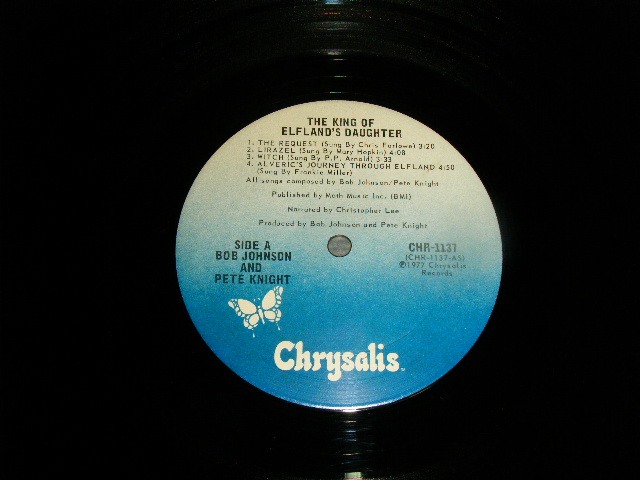 THE KING OF
ELFLAND'S DAUGHTER
1. THE REQUEST (Sung By Chris Farlowe) 3:20
2. LIRAZEL (Sung By Mary Hopkin) 4:08
3. WITCH (Sung By P.P. Arnold) 3:33
4. ALVERIC'S JOURNEY THROUGH ELFLAND 4:50
(Sung By Frankie Miller)
All songs composed by Bob Johnson/Pete Knight
Published by Moth Music Inc. (BMI)
Narrated by Christopher Lee
Produced by Bob Johnson and Pete Knight
SIDE A
BOB JOHNSON
AND
PETE KNIGHT
CHR-1137
(CHR-1137-AS)
℗1977 Chrysalis
Records
Chrysalis™